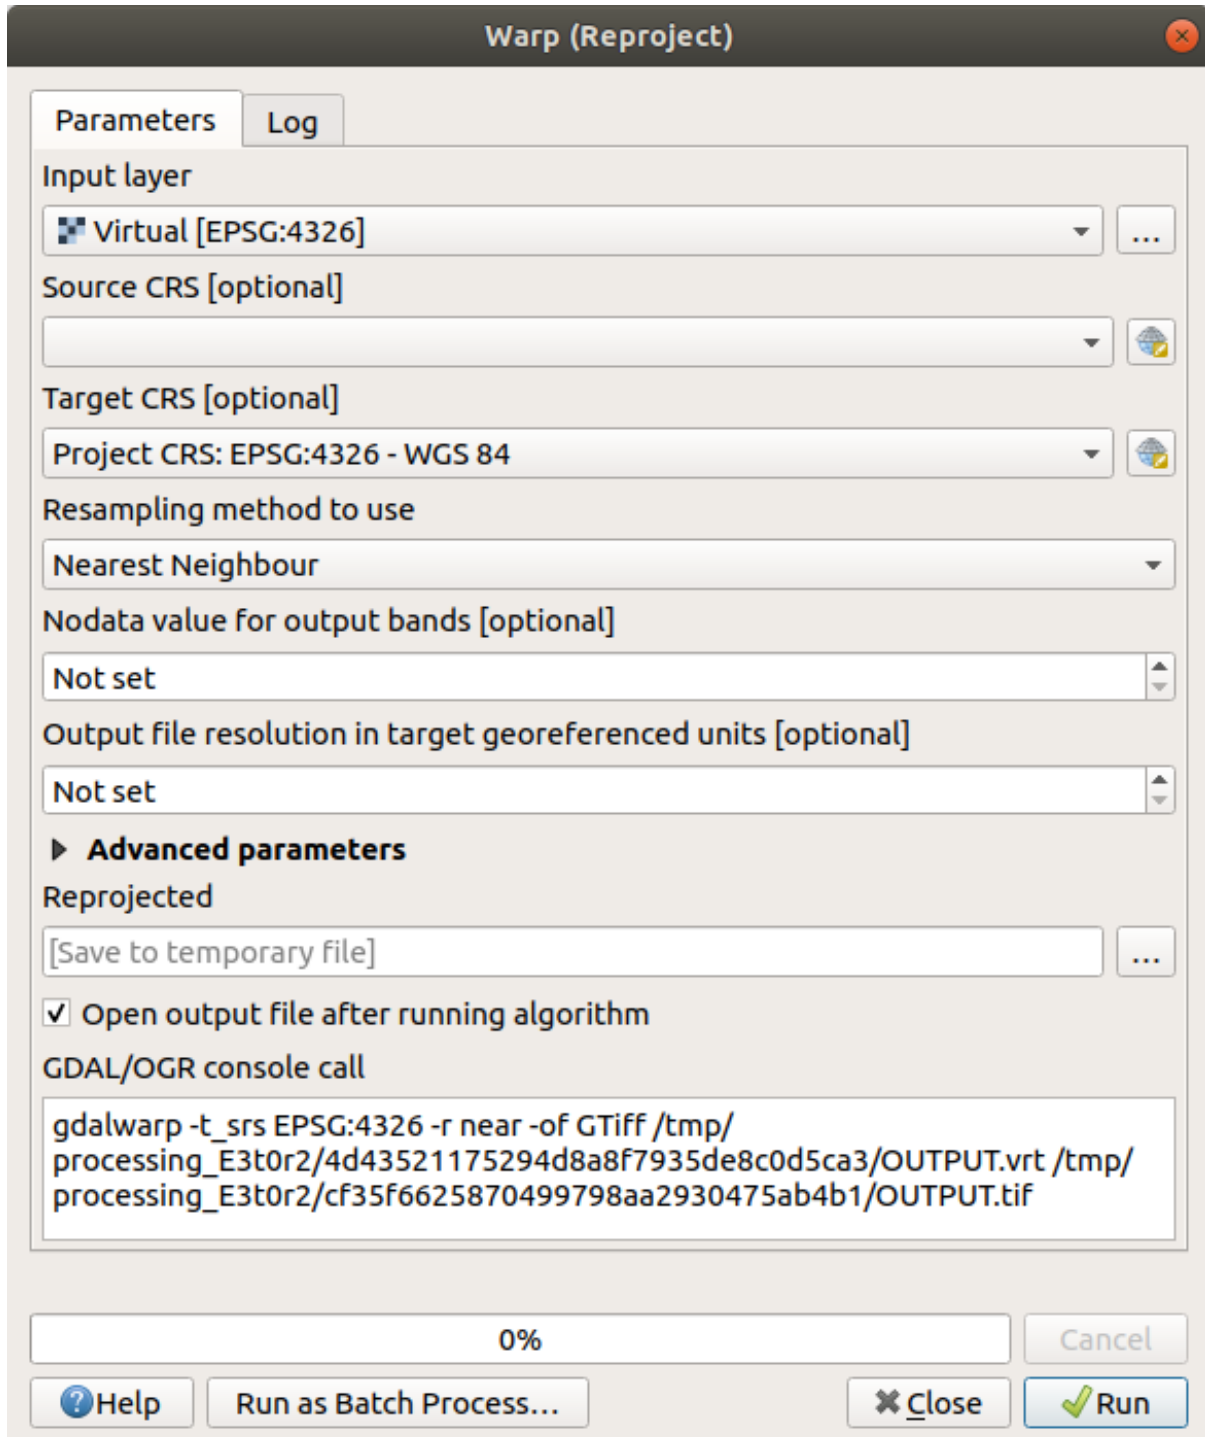 Warp (Reproject)
Parameters
Log
Input layer
Virtual [EPSG:4326]
...
Source CRS [optional]
Target CRS [optional]
Project CRS: EPSG:4326 - WGS 84
Resampling method to use
Nearest Neighbour
Nodata value for output bands [optional]
Not set
Output file resolution in target georeferenced units [optional]
Not set
Advanced parameters
Reprojected
[Save to temporary file]
...
Open output file after running algorithm
GDAL/OGR console call
gdalwarp -t_srs EPSG:4326 -r near -of GTiff /tmp/
processing_E3t0r2/4d43521175294d8a8f7935de8c0d5ca3/OUTPUT.vrt /tmp/
processing_E3t0r2/cf35f6625870499798aa2930475ab4b1/OUTPUT.tif
0%
Cancel
Help
Run as Batch Process...
Close
Run